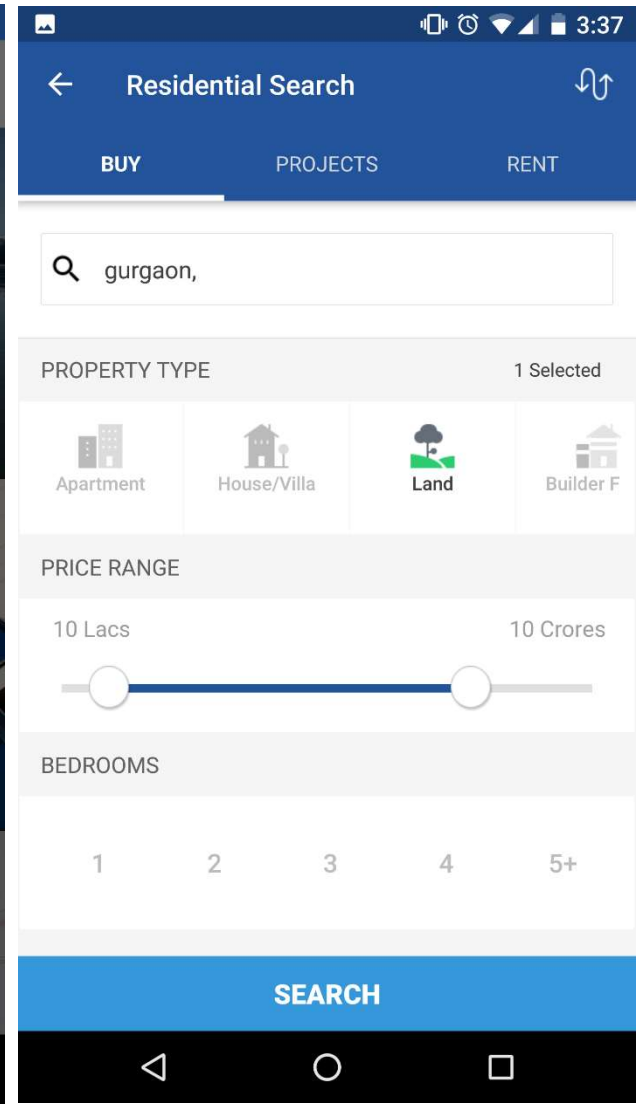 3:37
Residential Search
BUY PROJECTS RENT
gurgaon,
PROPERTY TYPE 1 Selected
Apartment House/Villa Land Builder F
PRICE RANGE
10 Lacs 10 Crores
BEDROOMS
1 2 3 4 5+
SEARCH